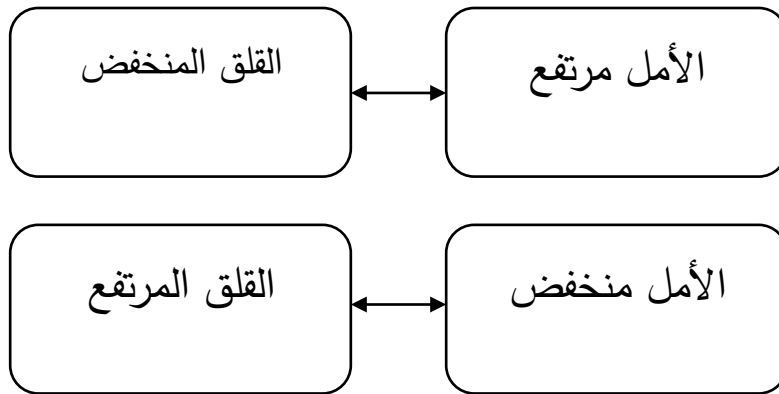 الأمل مرتفع
القلق المنخفض
الأمل منخفض
القلق المرتفع